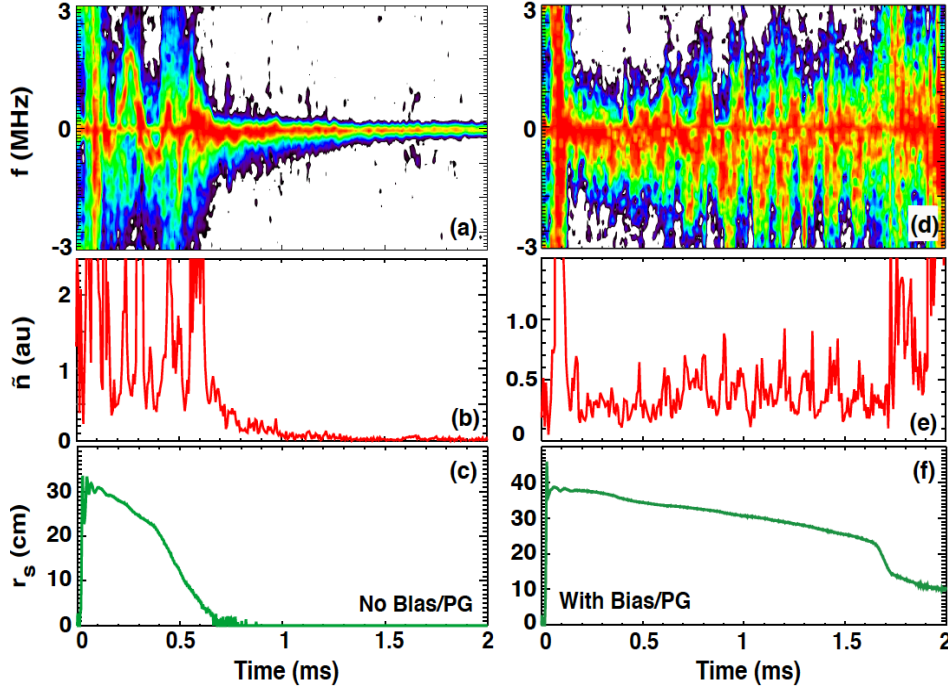 3
0
-3
f (MHz)
(a)
3
0
-3
(d)
2
1
0
ñ (au)
(b)
1.0
0.5
0
(e)
30
20
10
0
r_s (cm)
(c)
No Blas/PG
40
30
20
10
0
(f)
With Bias/PG
0 0.5 1 1.5 2
Time (ms)
0 0.5 1 1.5 2
Time (ms)